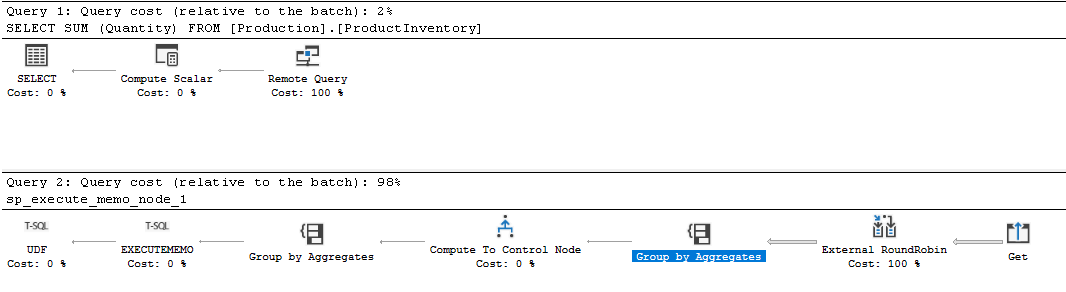 Query 1: Query cost (relative to the batch): 2%
SELECT SUM (Quantity) FROM [Production].[ProductInventory]
SELECT
Cost: 0 %
Compute Scalar
Cost: 0 %
Remote Query
Cost: 100 %
Query 2: Query cost (relative to the batch): 98%
sp_execute_memo_node_1
T-SQL
UDF
Cost: 0 %
T-SQL
EXECUTEMEMO
Cost: 0 %
Group by Aggregates
Compute To Control Node
Cost: 0 %
Group by Aggregates
External RoundRobin
Cost: 100 %
Get